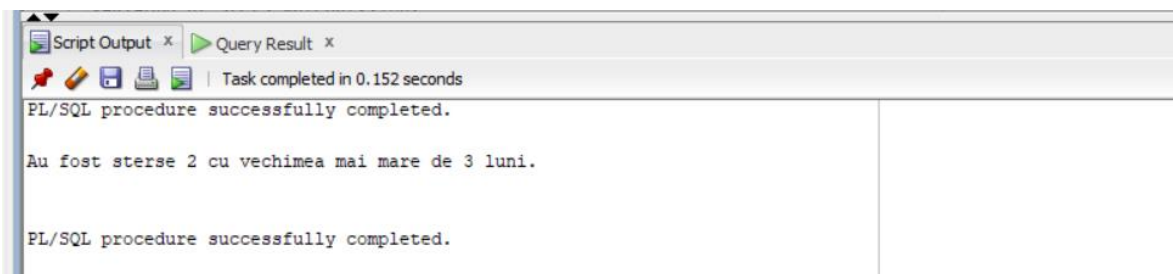 Script Output x Query Result x
Task completed in 0.152 seconds
PL/SQL procedure successfully completed.
Au fost sterse 2 cu vechimea mai mare de 3 luni.
PL/SQL procedure successfully completed.